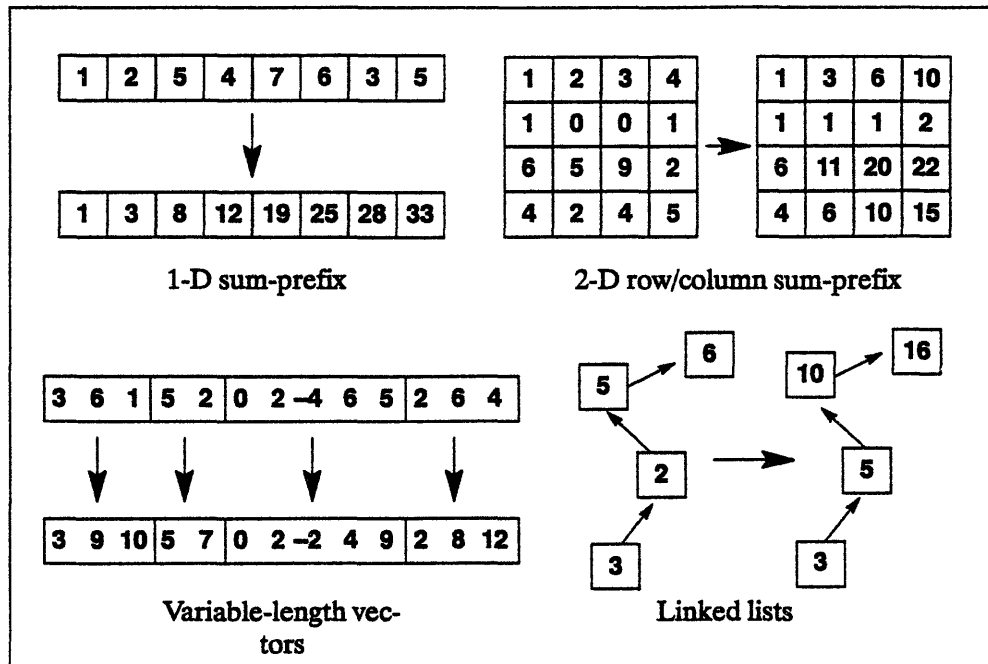 1 2 5 4 7 6 3 5
1 3 8 12 19 25 28 33
1-D sum-prefix
1 2 3 4
1 0 0 1
6 5 9 2
4 2 4 5
1 3 6 10
1 1 1 2
6 11 20 22
4 6 10 15
2-D row/column sum-prefix
3 6 1 5 2 0 2 –4 6 5 2 6 4
3 9 10 5 7 0 2 –2 4 9 2 8 12
Variable-length vec-
tors
6
5
2
3
16
10
5
3
Linked lists